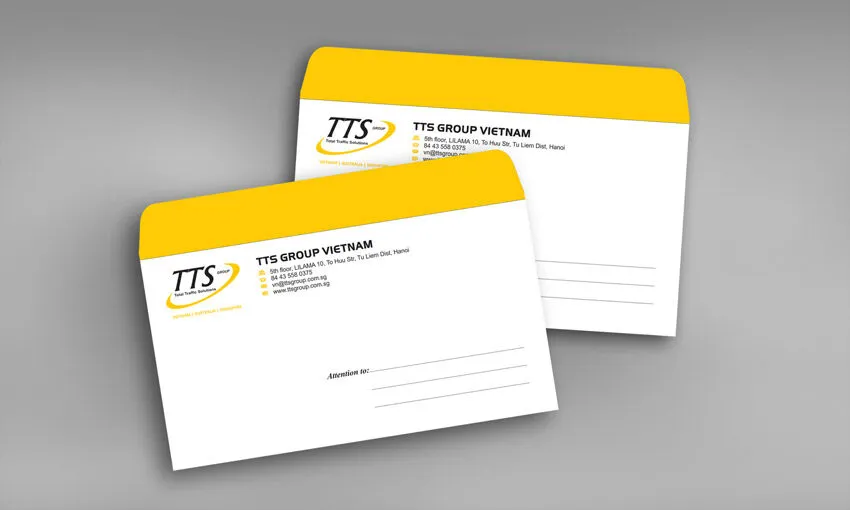 TTS GROUP
Total Traffic Solutions
VIETNAM | AUSTRALIA | SINGAPORE
TTS GROUP VIETNAM
5th floor, LILAMA 10, To Huu Str, Tu Liem Dist, Hanoi
84 43 558 0375
vn@ttsgroup.com
www
TTS GROUP
Total Traffic Solutions
VIETNAM | AUSTRALIA | SINGAPORE
TTS GROUP VIETNAM
5th floor, LILAMA 10, To Huu Str, Tu Liem Dist, Hanoi
84 43 558 0375
vn@ttsgroup.com.sg
www.ttsgroup.com.sg
Attention to: